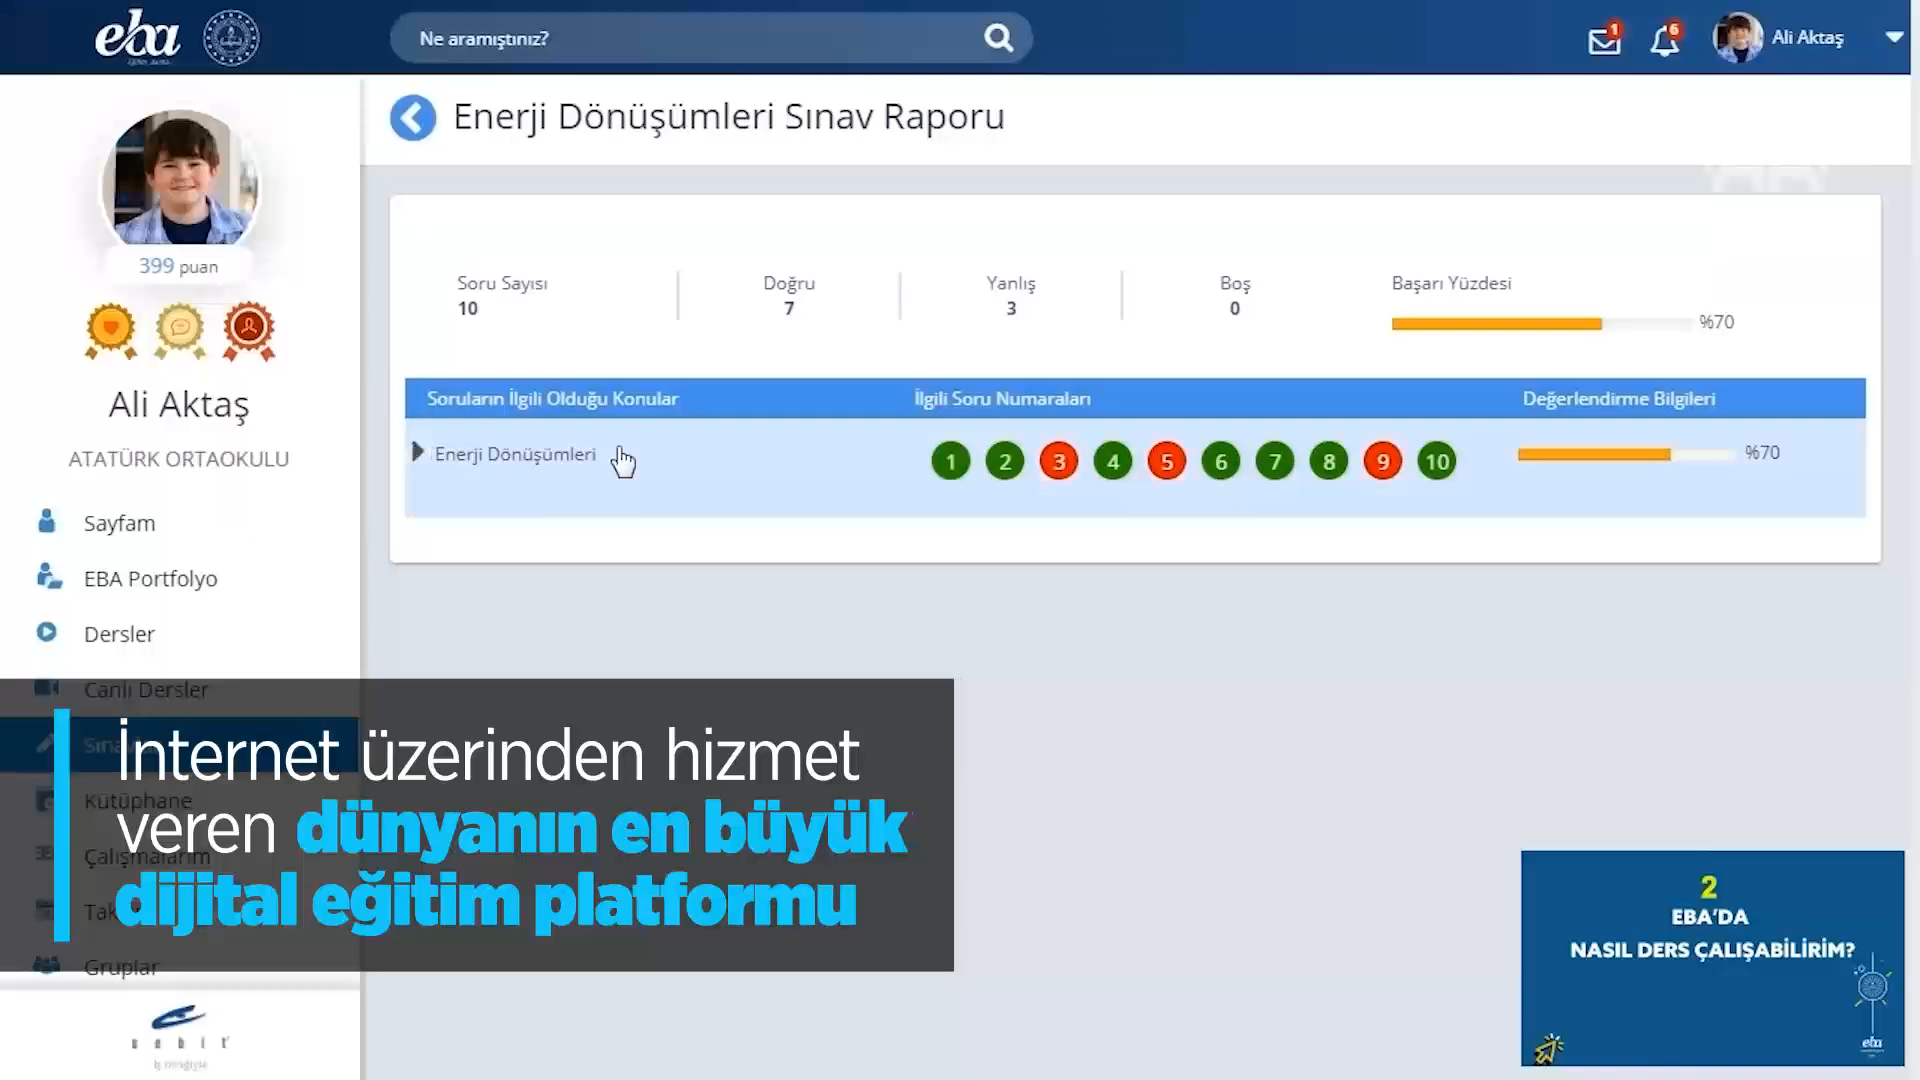 eba
Ne aramıştınız?
1
6
Ali Aktaş
399 puan
Ali Aktaş
ATATÜRK ORTAOKULU
Sayfam
EBA Portfolyo
Dersler
Canlı Dersler
Kütüphane
Çalışmalarım
Gruplar
sebit
Enerji Dönüşümleri Sınav Raporu
Soru Sayısı
10
Doğru
7
Yanlış
3
Boş
0
Başarı Yüzdesi
%70
Soruların İlgili Olduğu Konular
İlgili Soru Numaraları
Değerlendirme Bilgileri
Enerji Dönüşümleri
1 2 3 4 5 6 7 8 9 10
%70
İnternet üzerinden hizmet
veren dünyanın en büyük
dijital eğitim platformu
2
EBA'DA
NASIL DERS ÇALIŞABİLİRİM?
eba